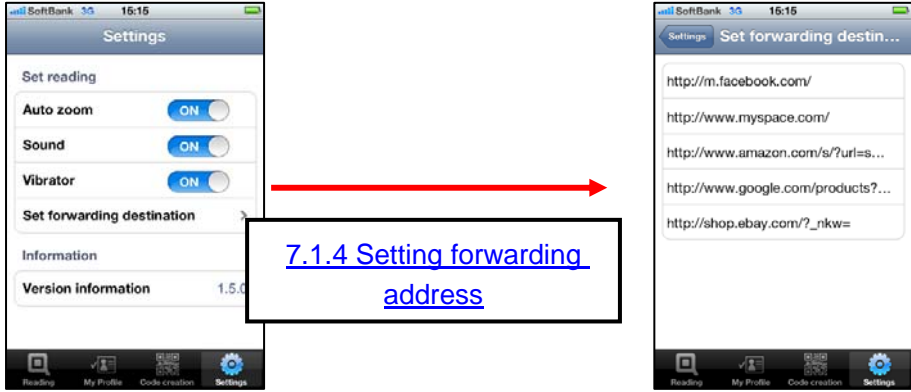 SoftBank 3G 15:15
Settings
Set reading
Auto zoom ON
Sound ON
Vibrator ON
Set forwarding destination
Information
Version information 1.5.0
Reading My Profile Code creation Settings
7.1.4 Setting forwarding
address
SoftBank 3G 15:15
Settings Set forwarding destin...
http://m.facebook.com/
http://www.myspace.com/
http://www.amazon.com/s/?url=s...
http://www.google.com/products?...
http://shop.ebay.com/?_nkw=
Reading My Profile Code creation Settings